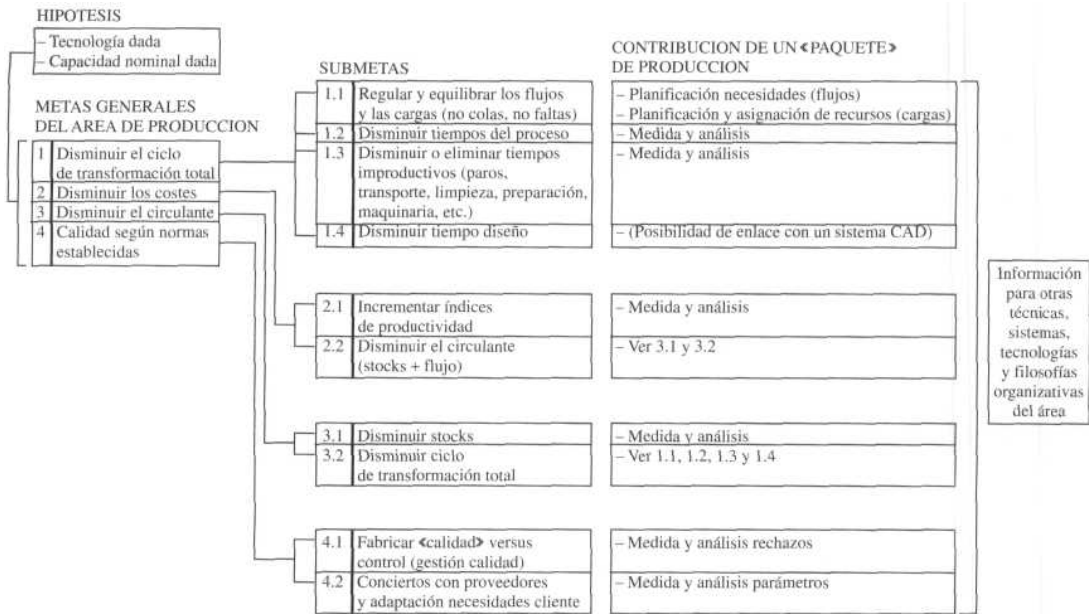 HIPOTESIS
– Tecnología dada
– Capacidad nominal dada
METAS GENERALES
DEL AREA DE PRODUCCION
1 Disminuir el ciclo
de transformación total
2 Disminuir los costes
3 Disminuir el circulante
4 Calidad según normas
establecidas
SUBMETAS
1.1 Regular y equilibrar los flujos
y las cargas (no colas, no faltas)
1.2 Disminuir tiempos del proceso
1.3 Disminuir o eliminar tiempos
improductivos (paros,
transporte, limpieza, preparación,
maquinaria, etc.)
1.4 Disminuir tiempo diseño
2.1 Incrementar índices
de productividad
2.2 Disminuir el circulante
(stocks + flujo)
3.1 Disminuir stocks
3.2 Disminuir ciclo
de transformación total
4.1 Fabricar «calidad» versus
control (gestión calidad)
4.2 Conciertos con proveedores
y adaptación necesidades cliente
CONTRIBUCION DE UN «PAQUETE»
DE PRODUCCION
– Planificación necesidades (flujos)
– Planificación y asignación de recursos (cargas)
– Medida y análisis
– Medida y análisis
– (Posibilidad de enlace con un sistema CAD)
– Medida y análisis
– Ver 3.1 y 3.2
– Medida y análisis
– Ver 1.1, 1.2, 1.3 y 1.4
– Medida y análisis rechazos
– Medida y análisis parámetros
Información
para otras
técnicas,
sistemas,
tecnologías
y filosofías
organizativas
del área